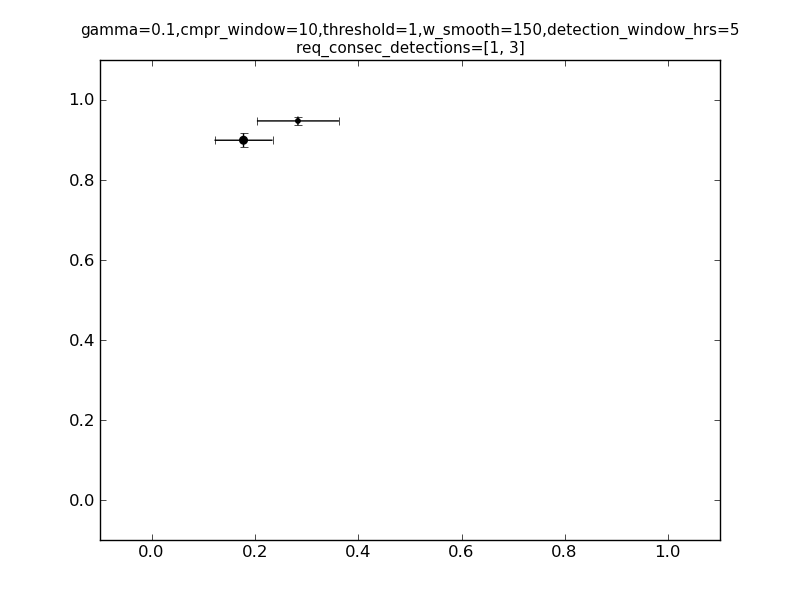 gamma=0.1,cmpr_window=10,threshold=1,w_smooth=150,detection_window_hrs=5
req_consec_detections=[1, 3]
1.0
0.8
0.6
0.4
0.2
0.0
0.0 0.2 0.4 0.6 0.8 1.0